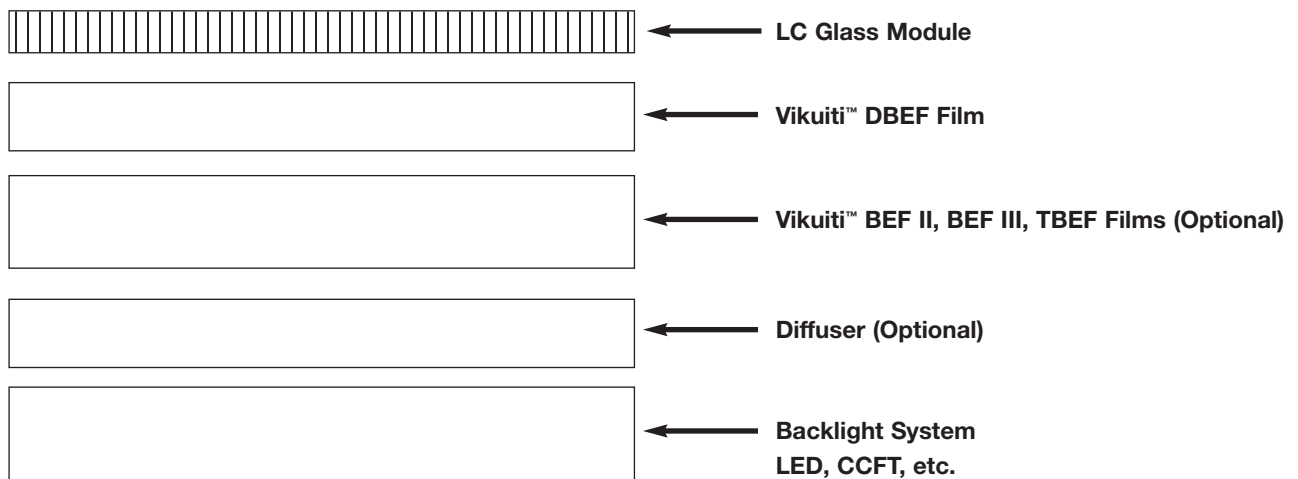 LC Glass Module
Vikuiti™ DBEF Film
Vikuiti™ BEF II, BEF III, TBEF Films (Optional)
Diffuser (Optional)
Backlight System
LED, CCFT, etc.